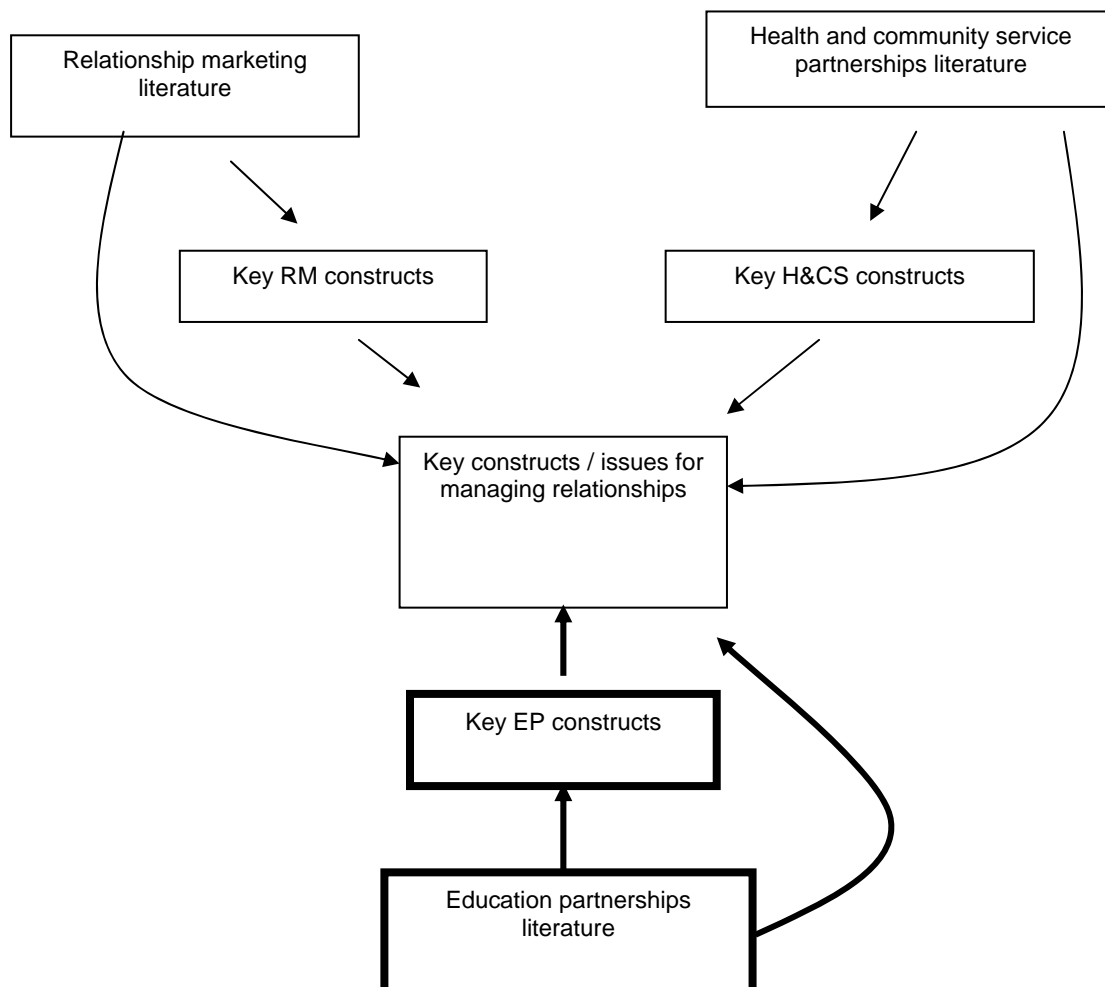 Relationship marketing
literature
Health and community service
partnerships literature
Key RM constructs
Key H&CS constructs
Key constructs / issues for
managing relationships
Key EP constructs
Education partnerships
literature